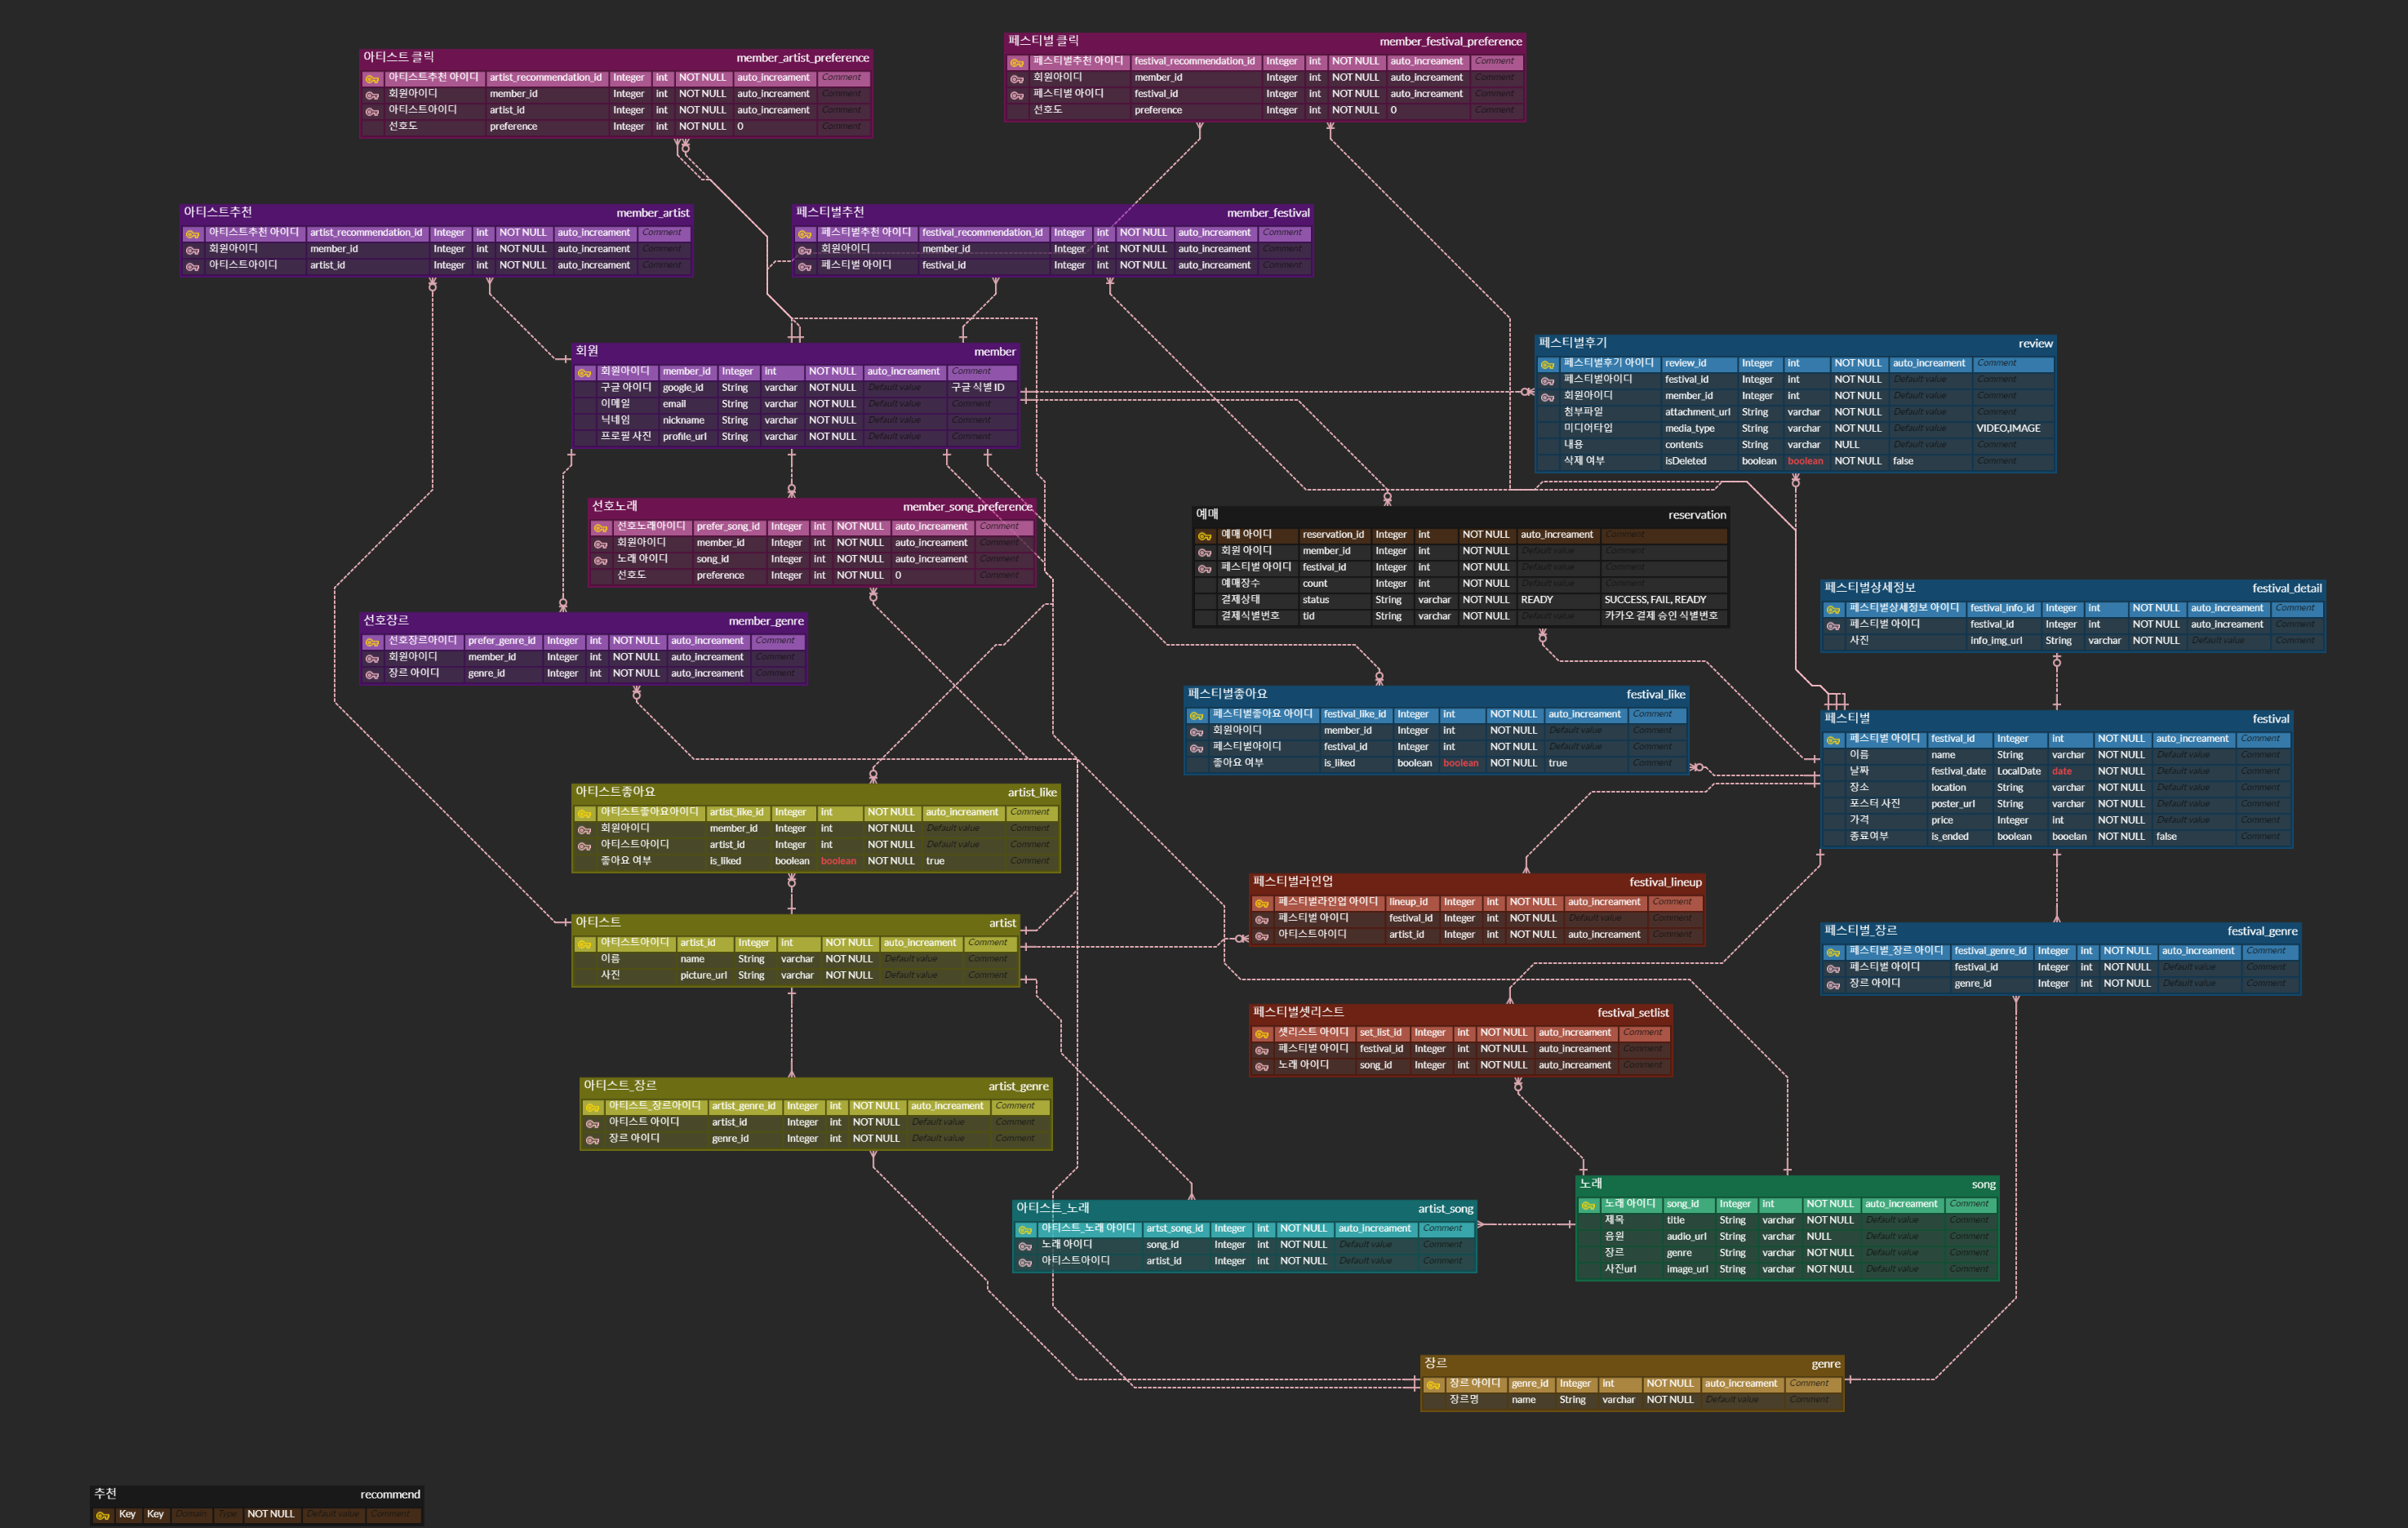 아티스트 클릭 member_artist_preference
아티스트추천 아이디 artist_recommendation_id Integer int NOT NULL auto_increament Comment
회원아이디 member_id Integer int NOT NULL auto_increament Comment
아티스트아이디 artist_id Integer int NOT NULL auto_increament Comment
선호도 preference Integer int NOT NULL 0 Comment
페스티벌 클릭 member_festival_preference
페스티벌추천 아이디 festival_recommendation_id Integer int NOT NULL auto_increament Comment
회원아이디 member_id Integer int NOT NULL auto_increament Comment
페스티벌 아이디 festival_id Integer int NOT NULL auto_increament Comment
선호도 preference Integer int NOT NULL 0 Comment
아티스트추천 member_artist
아티스트추천 아이디 artist_recommendation_id Integer int NOT NULL auto_increament Comment
회원아이디 member_id Integer int NOT NULL auto_increament Comment
아티스트아이디 artist_id Integer int NOT NULL auto_increament Comment
페스티벌추천 member_festival
페스티벌추천 아이디 festival_recommendation_id Integer int NOT NULL auto_increament Comment
회원아이디 member_id Integer int NOT NULL auto_increament Comment
페스티벌 아이디 festival_id Integer int NOT NULL auto_increament Comment
회원 member
회원아이디 member_id Integer int NOT NULL auto_increament Comment
구글 아이디 google_id String varchar NOT NULL Default value 구글 식별 ID
이메일 email String varchar NOT NULL Default value Comment
닉네임 nickname String varchar NOT NULL Default value Comment
프로필 사진 profile_url String varchar NOT NULL Default value Comment
페스티벌후기 review
페스티벌후기 아이디 review_id Integer int NOT NULL auto_increament Comment
페스티벌아이디 festival_id Integer int NOT NULL Default value Comment
회원아이디 member_id Integer int NOT NULL Default value Comment
첨부파일 attachment_url String varchar NOT NULL Default value Comment
미디어타입 media_type String varchar NOT NULL Default value VIDEO,IMAGE
내용 contents String varchar NULL Default value Comment
삭제 여부 isDeleted boolean boolean NOT NULL false Comment
선호노래 member_song_preference
선호노래아이디 prefer_song_id Integer int NOT NULL auto_increament Comment
회원아이디 member_id Integer int NOT NULL auto_increament Comment
노래 아이디 song_id Integer int NOT NULL auto_increament Comment
선호도 preference Integer int NOT NULL 0 Comment
예매 reservation
예매 아이디 reservation_id Integer int NOT NULL auto_increament Comment
회원 아이디 member_id Integer int NOT NULL Default value Comment
페스티벌 아이디 festival_id Integer int NOT NULL Default value Comment
예매장수 count Integer int NOT NULL Default value Comment
결제상태 status String varchar NOT NULL READY SUCCESS, FAIL, READY
결제식별번호 tid String varchar NOT NULL Default value 카카오 결제 승인 식별번호
페스티벌상세정보 festival_detail
페스티벌상세정보 아이디 festival_info_id Integer int NOT NULL auto_increament Comment
페스티벌 아이디 festival_id Integer int NOT NULL auto_increament Comment
사진 info_img_url String varchar NOT NULL Default value Comment
선호장르 member_genre
선호장르아이디 prefer_genre_id Integer int NOT NULL auto_increament Comment
회원아이디 member_id Integer int NOT NULL auto_increament Comment
장르 아이디 genre_id Integer int NOT NULL auto_increament Comment
페스티벌좋아요 festival_like
페스티벌좋아요 아이디 festival_like_id Integer int NOT NULL auto_increament Comment
회원아이디 member_id Integer int NOT NULL Default value Comment
페스티벌아이디 festival_id Integer int NOT NULL Default value Comment
좋아요 여부 is_liked boolean boolean NOT NULL true Comment
페스티벌 festival
페스티벌 아이디 festival_id Integer int NOT NULL auto_increament Comment
이름 name String varchar NOT NULL Default value Comment
날짜 festival_date LocalDate date NOT NULL Default value Comment
장소 location String varchar NOT NULL Default value Comment
포스터 사진 poster_url String varchar NOT NULL Default value Comment
가격 price Integer int NOT NULL Default value Comment
종료여부 is_ended boolean booelan NOT NULL false Comment
아티스트좋아요 artist_like
아티스트좋아요아이디 artist_like_id Integer int NOT NULL auto_increament Comment
회원아이디 member_id Integer int NOT NULL Default value Comment
아티스트아이디 artist_id Integer int NOT NULL Default value Comment
좋아요 여부 is_liked boolean boolean NOT NULL true Comment
페스티벌라인업 festival_lineup
페스티벌라인업 아이디 lineup_id Integer int NOT NULL auto_increament Comment
페스티벌 아이디 festival_id Integer int NOT NULL Default value Comment
아티스트아이디 artist_id Integer int NOT NULL auto_increament Comment
아티스트 artist
아티스트아이디 artist_id Integer int NOT NULL auto_increament Comment
이름 name String varchar NOT NULL Default value Comment
사진 picture_url String varchar NOT NULL Default value Comment
페스티벌_장르 festival_genre
페스티벌_장르 아이디 festival_genre_id Integer int NOT NULL auto_increament Comment
페스티벌 아이디 festival_id Integer int NOT NULL Default value Comment
장르 아이디 genre_id Integer int NOT NULL Default value Comment
페스티벌셋리스트 festival_setlist
셋리스트 아이디 set_list_id Integer int NOT NULL auto_increament Comment
페스티벌 아이디 festival_id Integer int NOT NULL auto_increament Comment
노래 아이디 song_id Integer int NOT NULL auto_increament Comment
아티스트_장르 artist_genre
아티스트_장르아이디 artist_genre_id Integer int NOT NULL auto_increament Comment
아티스트 아이디 artist_id Integer int NOT NULL Default value Comment
장르 아이디 genre_id Integer int NOT NULL Default value Comment
아티스트_노래 artist_song
아티스트_노래 아이디 artst_song_id Integer int NOT NULL auto_increament Comment
노래 아이디 song_id Integer int NOT NULL Default value Comment
아티스트아이디 artist_id Integer int NOT NULL Default value Comment
노래 song
노래 아이디 song_id Integer int NOT NULL auto_increament Comment
제목 title String varchar NOT NULL Default value Comment
음원 audio_url String varchar NULL Default value Comment
장르 genre String varchar NOT NULL Default value Comment
사진url image_url String varchar NOT NULL Default value Comment
장르 genre
장르 아이디 genre_id Integer int NOT NULL auto_increament Comment
장르명 name String varchar NOT NULL Default value Comment
추천 recommend
Key Key Domain Type NOT NULL Default value Comment